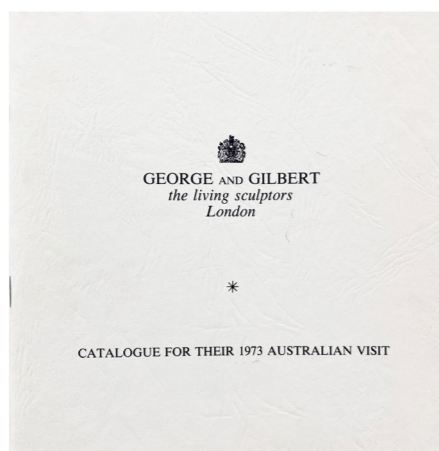 GEORGE AND GILBERT
the living sculptors
London
*
CATALOGUE FOR THEIR 1973 AUSTRALIAN VISIT